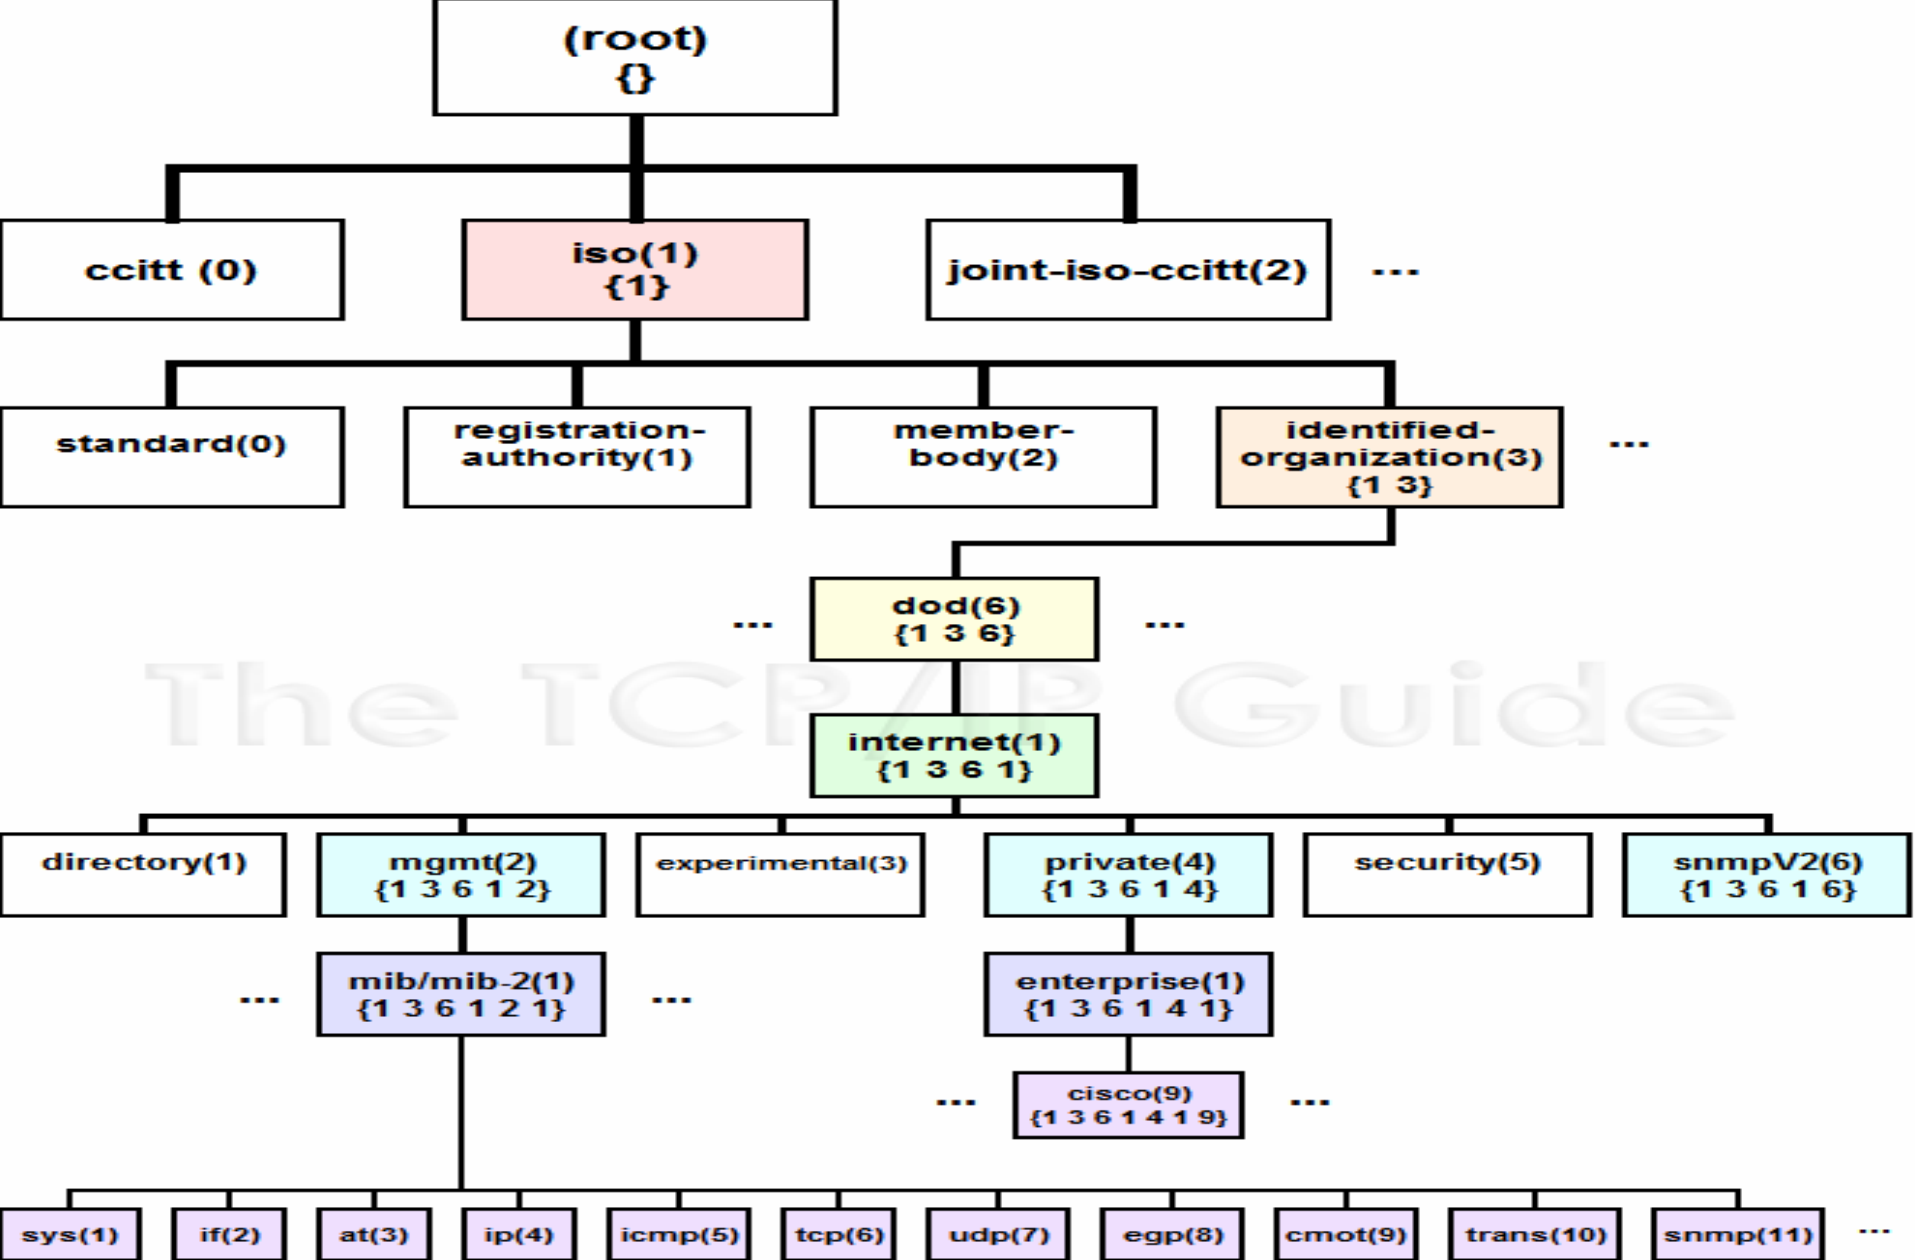 (root)
{}
ccitt (0)
iso(1)
{1}
joint-iso-ccitt(2)
...
standard(0)
registration-
authority(1)
member-
body(2)
identified-
organization(3)
{1 3}
...
...
dod(6)
{1 3 6}
...
The TCP/IP Guide
internet(1)
{1 3 6 1}
directory(1)
mgmt(2)
{1 3 6 1 2}
experimental(3)
private(4)
{1 3 6 1 4}
security(5)
snmpV2(6)
{1 3 6 1 6}
...
mib/mib-2(1)
{1 3 6 1 2 1}
...
enterprise(1)
{1 3 6 1 4 1}
...
cisco(9)
{1 3 6 1 4 1 9}
...
sys(1)
if(2)
at(3)
ip(4)
icmp(5)
tcp(6)
udp(7)
egp(8)
cmot(9)
trans(10)
snmp(11)
...